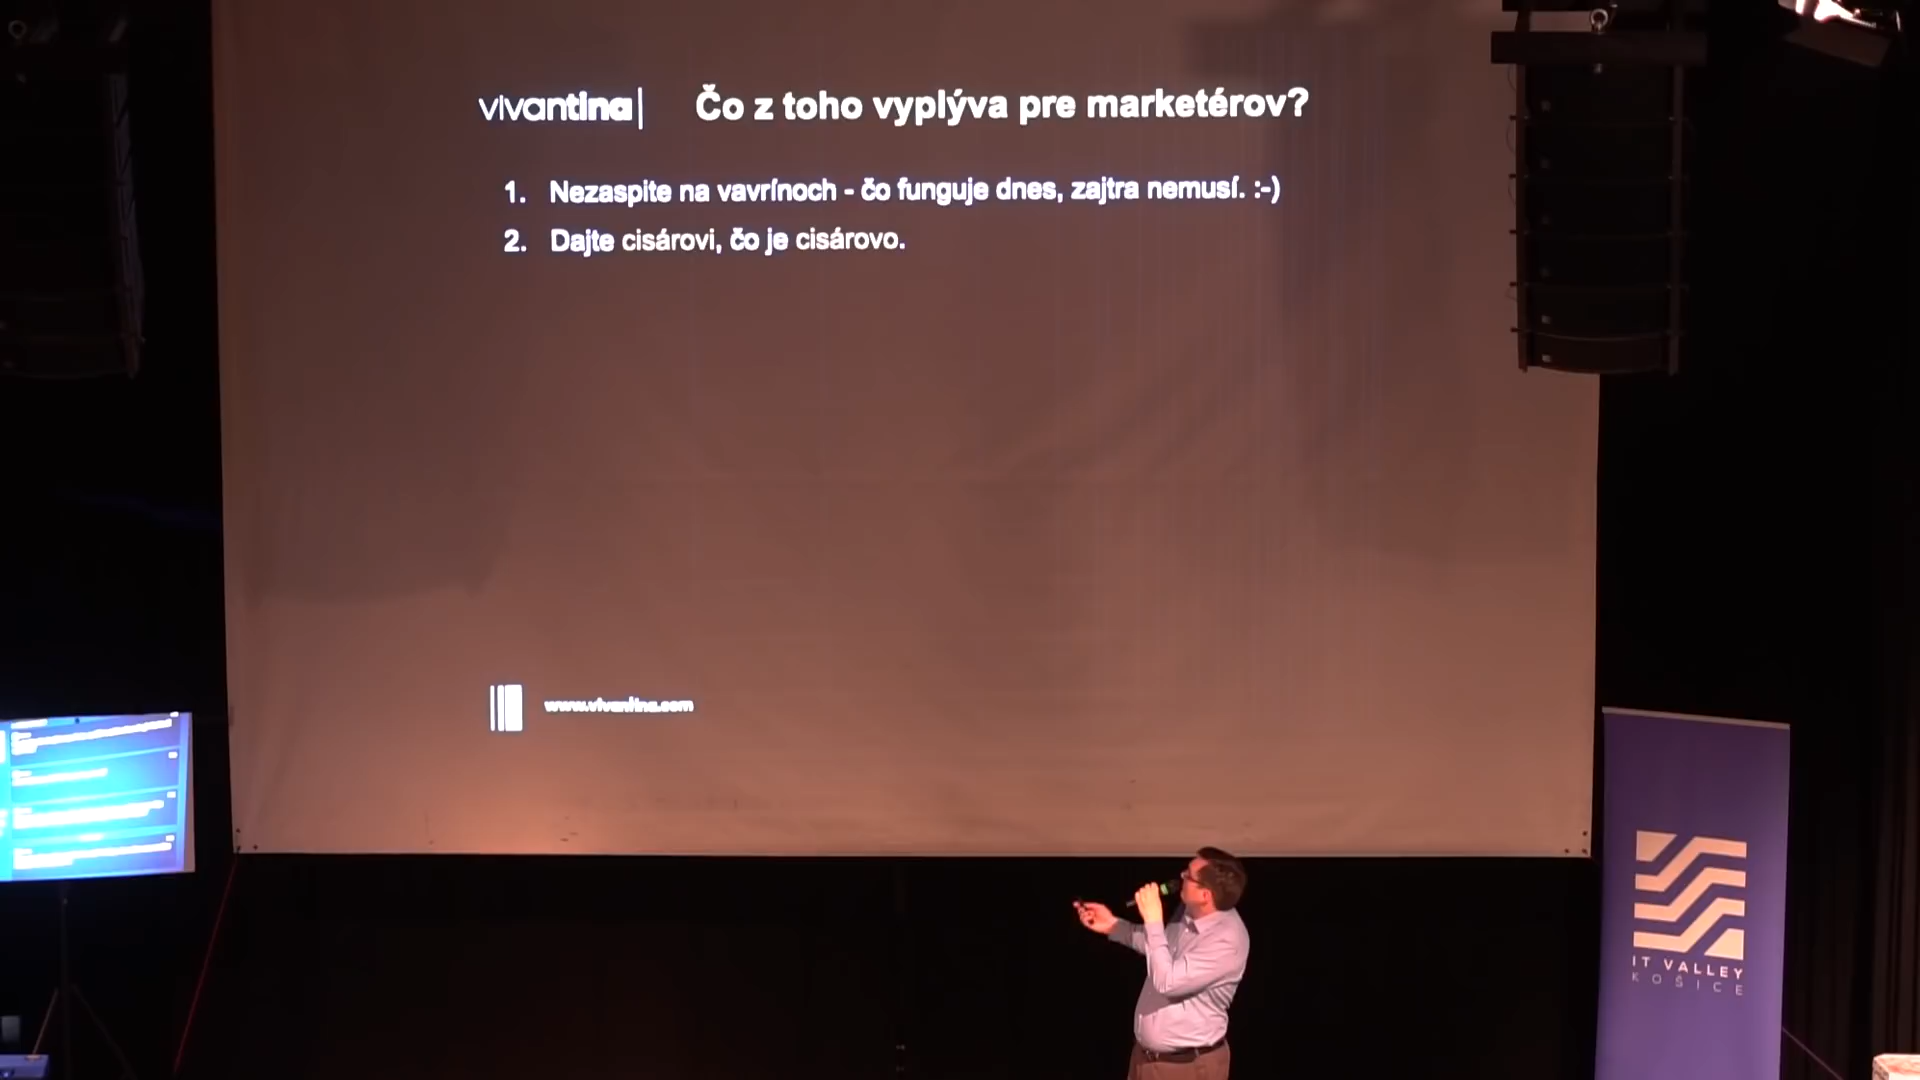 vivantina| Čo z toho vyplýva pre marketérov?
1. Nezaspite na vavrínoch - čo funguje dnes, zajtra nemusí. :-)
2. Dajte cisárovi, čo je cisárovo.
www.vivantina.com
IT VALLEY
KOŠICE